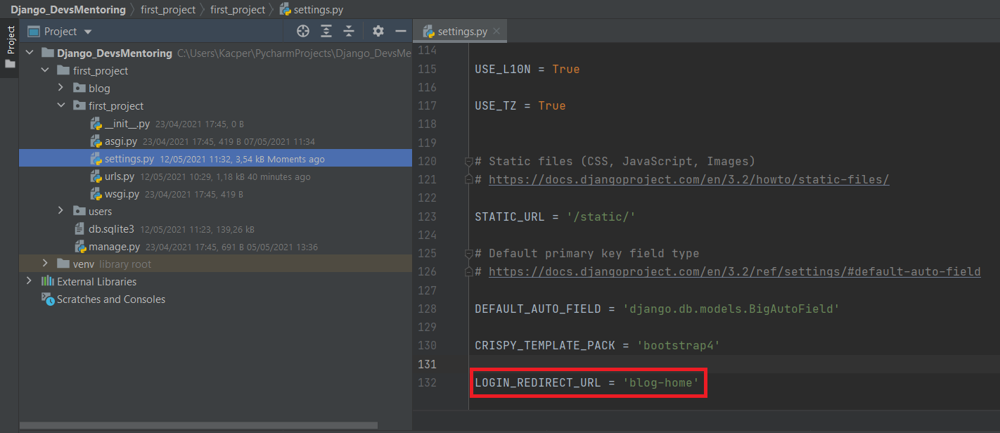 Django_DevsMentoring first_project first_project settings.py
Project
Project
settings.py
Django_DevsMentoring C:\Users\Kacper\PycharmProjects\Django_DevsMe
first_project
blog
first_project
__init__.py 23/04/2021 17:45, 0 B
asgi.py 23/04/2021 17:45, 419 B 07/05/2021 11:34
settings.py 12/05/2021 11:32, 3,54 kB Moments ago
urls.py 12/05/2021 10:29, 1,18 kB 40 minutes ago
wsgi.py 23/04/2021 17:45, 419 B
users
db.sqlite3 12/05/2021 11:23, 139,26 kB
manage.py 23/04/2021 17:45, 691 B 05/05/2021 13:36
venv library root
External Libraries
Scratches and Consoles
114
115 USE_L10N = True
116
117 USE_TZ = True
118
119
120 # Static files (CSS, JavaScript, Images)
121 # https://docs.djangoproject.com/en/3.2/howto/static-files/
122
123 STATIC_URL = '/static/'
124
125 # Default primary key field type
126 # https://docs.djangoproject.com/en/3.2/ref/settings/#default-auto-field
127
128 DEFAULT_AUTO_FIELD = 'django.db.models.BigAutoField'
129
130 CRISPY_TEMPLATE_PACK = 'bootstrap4'
131
132 LOGIN_REDIRECT_URL = 'blog-home'